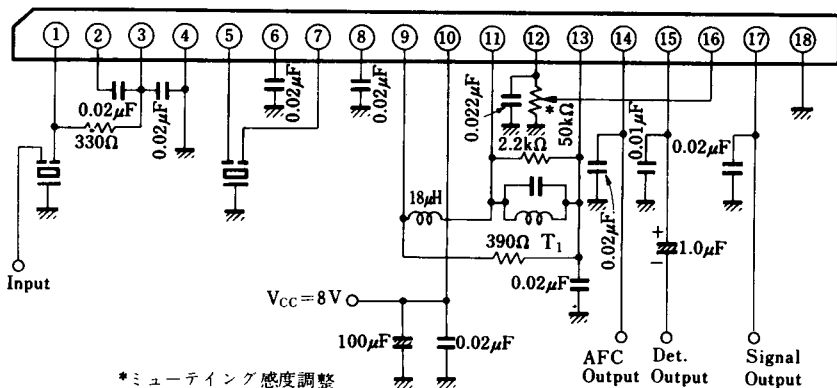 1 2 3 4 5 6 7 8 9 10 11 12 13 14 15 16 17 18
0.02μF
0.02μF
330Ω
0.02μF
0.02μF
0.022μF
*
50kΩ
2.2kΩ
18μH
T1
390Ω
0.02μF
0.02μF
0.01μF
0.02μF
+
1.0μF
−
Input
VCC=8V
100μF
0.02μF
AFC
Output
Det.
Output
Signal
Output
*ミューテイング感度調整